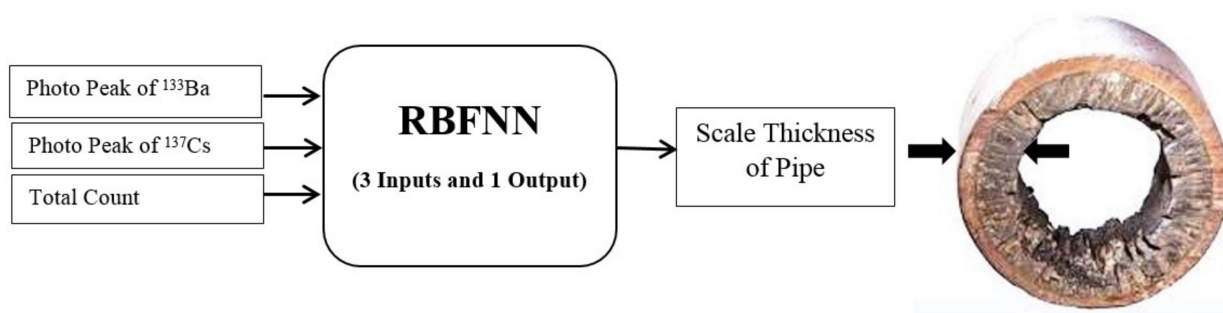 Photo Peak of ¹³³Ba
Photo Peak of ¹³⁷Cs
Total Count
RBFNN
(3 Inputs and 1 Output)
Scale Thickness
of Pipe